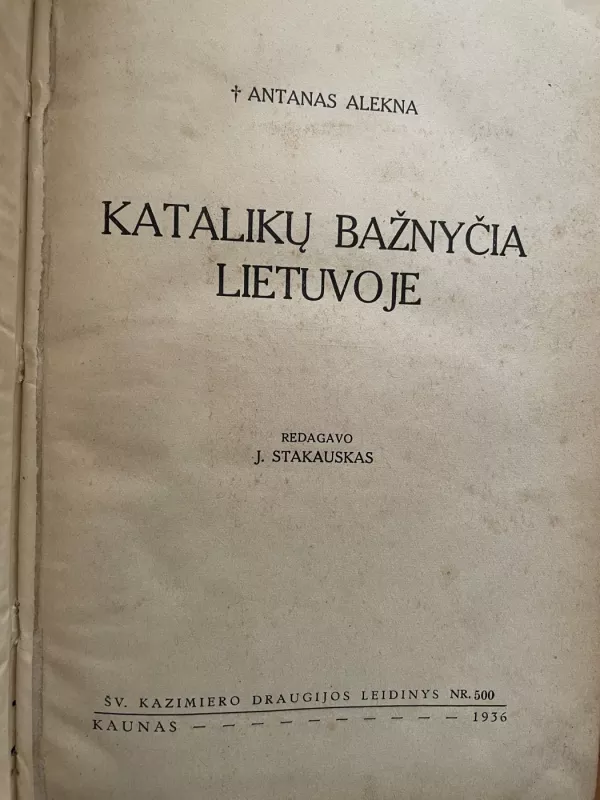 † ANTANAS ALEKNA
KATALIKŲ BAŽNYČIA
LIETUVOJE
REDAGAVO
J. STAKAUSKAS
ŠV. KAZIMIERO DRAUGIJOS LEIDINYS NR. 500
KAUNAS — — — — — — — — — — 1936